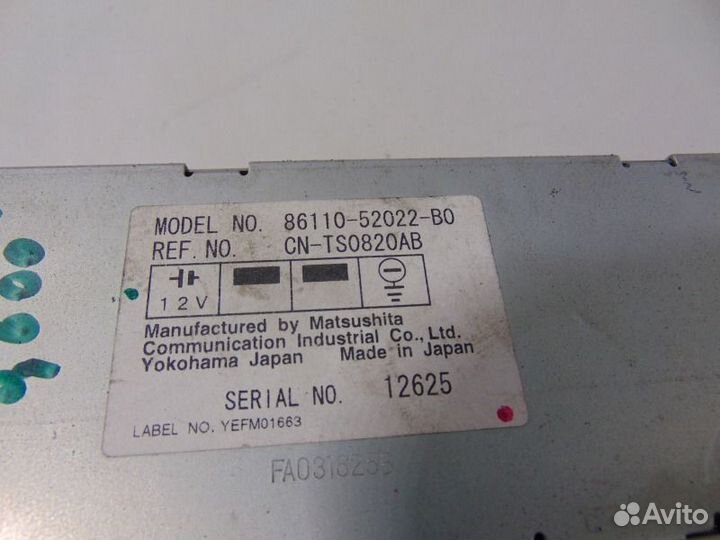 MODEL NO. 86110-52022-B0
REF. NO. CN-TS0820AB
12V
Manufactured by Matsushita
Communication Industrial Co., Ltd.
Yokohama Japan Made in Japan
SERIAL NO. 12625
LABEL NO. YEFM01663
Avito